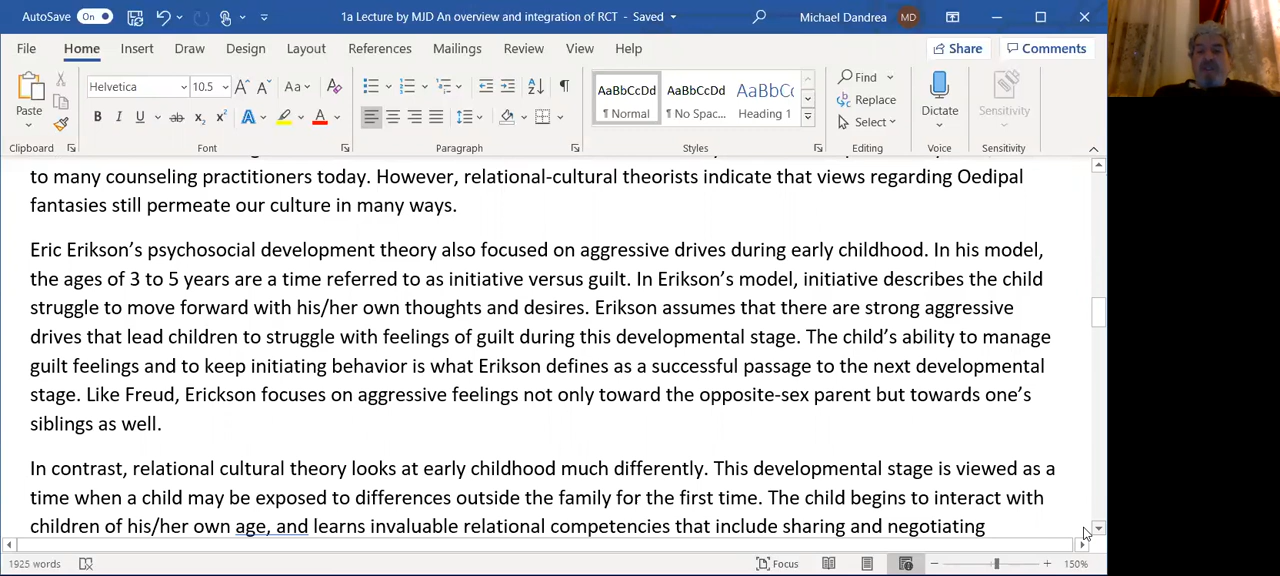 AutoSave On 1a Lecture by MJD An overview and integration of RCT - Saved Michael Dandrea MD
File Home Insert Draw Design Layout References Mailings Review View Help Share Comments
Paste Helvetica 10.5 Aa AaBbCcDd AaBbCcDd AaBbCc Find Replace Select Dictate Sensitivity
¶ Normal ¶ No Spac... Heading 1
Clipboard Font Paragraph Styles Editing Voice Sensitivity
to many counseling practitioners today. However, relational-cultural theorists indicate that views regarding Oedipal
fantasies still permeate our culture in many ways.
Eric Erikson's psychosocial development theory also focused on aggressive drives during early childhood. In his model,
the ages of 3 to 5 years are a time referred to as initiative versus guilt. In Erikson's model, initiative describes the child
struggle to move forward with his/her own thoughts and desires. Erikson assumes that there are strong aggressive
drives that lead children to struggle with feelings of guilt during this developmental stage. The child's ability to manage
guilt feelings and to keep initiating behavior is what Erikson defines as a successful passage to the next developmental
stage. Like Freud, Erickson focuses on aggressive feelings not only toward the opposite-sex parent but towards one's
siblings as well.
In contrast, relational cultural theory looks at early childhood much differently. This developmental stage is viewed as a
time when a child may be exposed to differences outside the family for the first time. The child begins to interact with
children of his/her own age, and learns invaluable relational competencies that include sharing and negotiating
1925 words Focus 150%